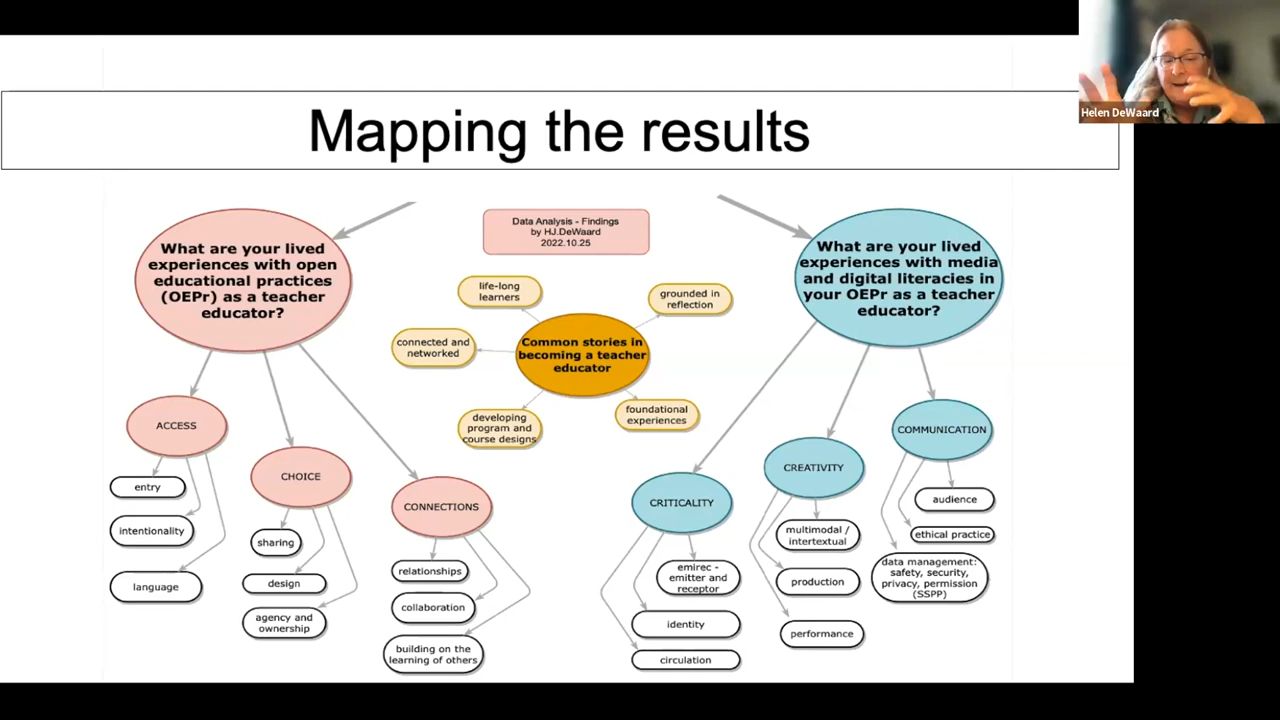 Mapping the results
Helen DeWaard
Data Analysis - Findings
by HJ.DeWaard
2022.10.25
What are your lived
experiences with open
educational practices
(OEPr) as a teacher
educator?
ACCESS
entry
intentionality
language
CHOICE
sharing
design
agency and
ownership
CONNECTIONS
relationships
collaboration
building on the
learning of others
Common stories in
becoming a teacher
educator
life-long
learners
grounded in
reflection
connected and
networked
developing
program and
course designs
foundational
experiences
What are your lived
experiences with media
and digital literacies in
your OEPr as a teacher
educator?
CRITICALITY
emirec -
emitter and
receptor
identity
circulation
CREATIVITY
multimodal /
intertextual
production
performance
COMMUNICATION
audience
ethical practice
data management:
safety, security,
privacy, permission
(SSPP)